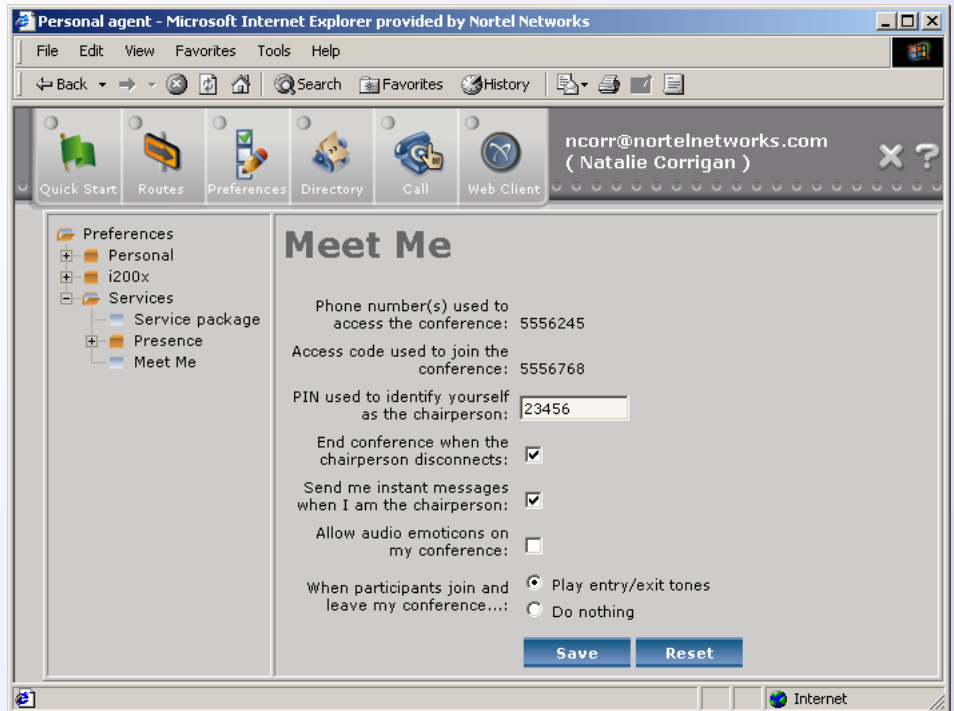 Personal agent - Microsoft Internet Explorer provided by Nortel Networks
File Edit View Favorites Tools Help
Back Search Favorites History
Quick Start Routes Preferences Directory Call Web Client
ncorr@nortelnetworks.com
( Natalie Corrigan )
Preferences
Personal
i200x
Services
Service package
Presence
Meet Me
Meet Me
Phone number(s) used to
access the conference: 5556245
Access code used to join the
conference: 5556768
PIN used to identify yourself
as the chairperson: 23456
End conference when the
chairperson disconnects:
Send me instant messages
when I am the chairperson:
Allow audio emoticons on
my conference:
When participants join and
leave my conference...:
Play entry/exit tones
Do nothing
Save Reset
Internet